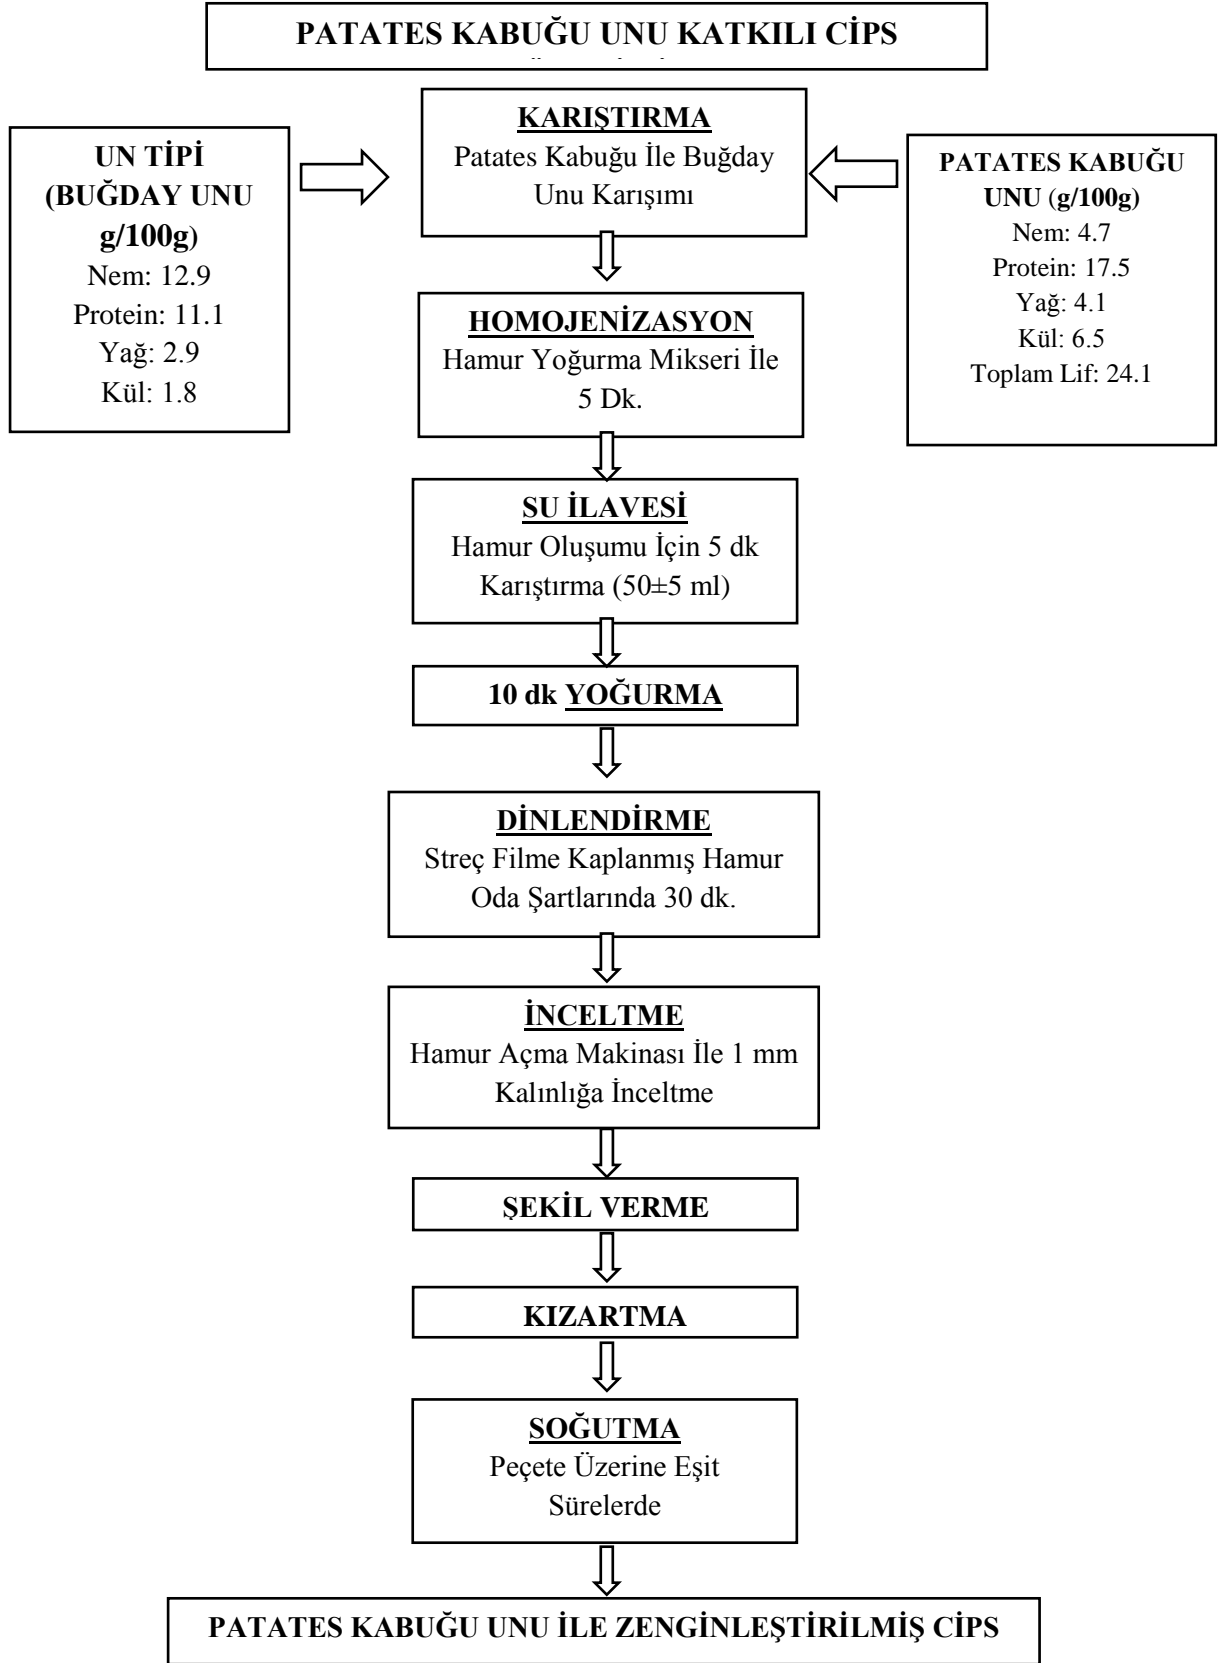 PATATES KABUĞU UNU KATKILI CİPS
KARIŞTIRMA
Patates Kabuğu İle Buğday
Unu Karışımı
UN TİPİ
(BUĞDAY UNU
g/100g)
Nem: 12.9
Protein: 11.1
Yağ: 2.9
Kül: 1.8
PATATES KABUĞU
UNU (g/100g)
Nem: 4.7
Protein: 17.5
Yağ: 4.1
Kül: 6.5
Toplam Lif: 24.1
HOMOJENİZASYON
Hamur Yoğurma Mikseri İle
5 Dk.
SU İLAVESİ
Hamur Oluşumu İçin 5 dk
Karıştırma (50±5 ml)
10 dk YOĞURMA
DİNLENDİRME
Streç Filme Kaplanmış Hamur
Oda Şartlarında 30 dk.
İNCELTME
Hamur Açma Makinası İle 1 mm
Kalınlığa İnceltme
ŞEKİL VERME
KIZARTMA
SOĞUTMA
Peçete Üzerine Eşit
Sürelerde
PATATES KABUĞU UNU İLE ZENGİNLEŞTİRİLMİŞ CİPS